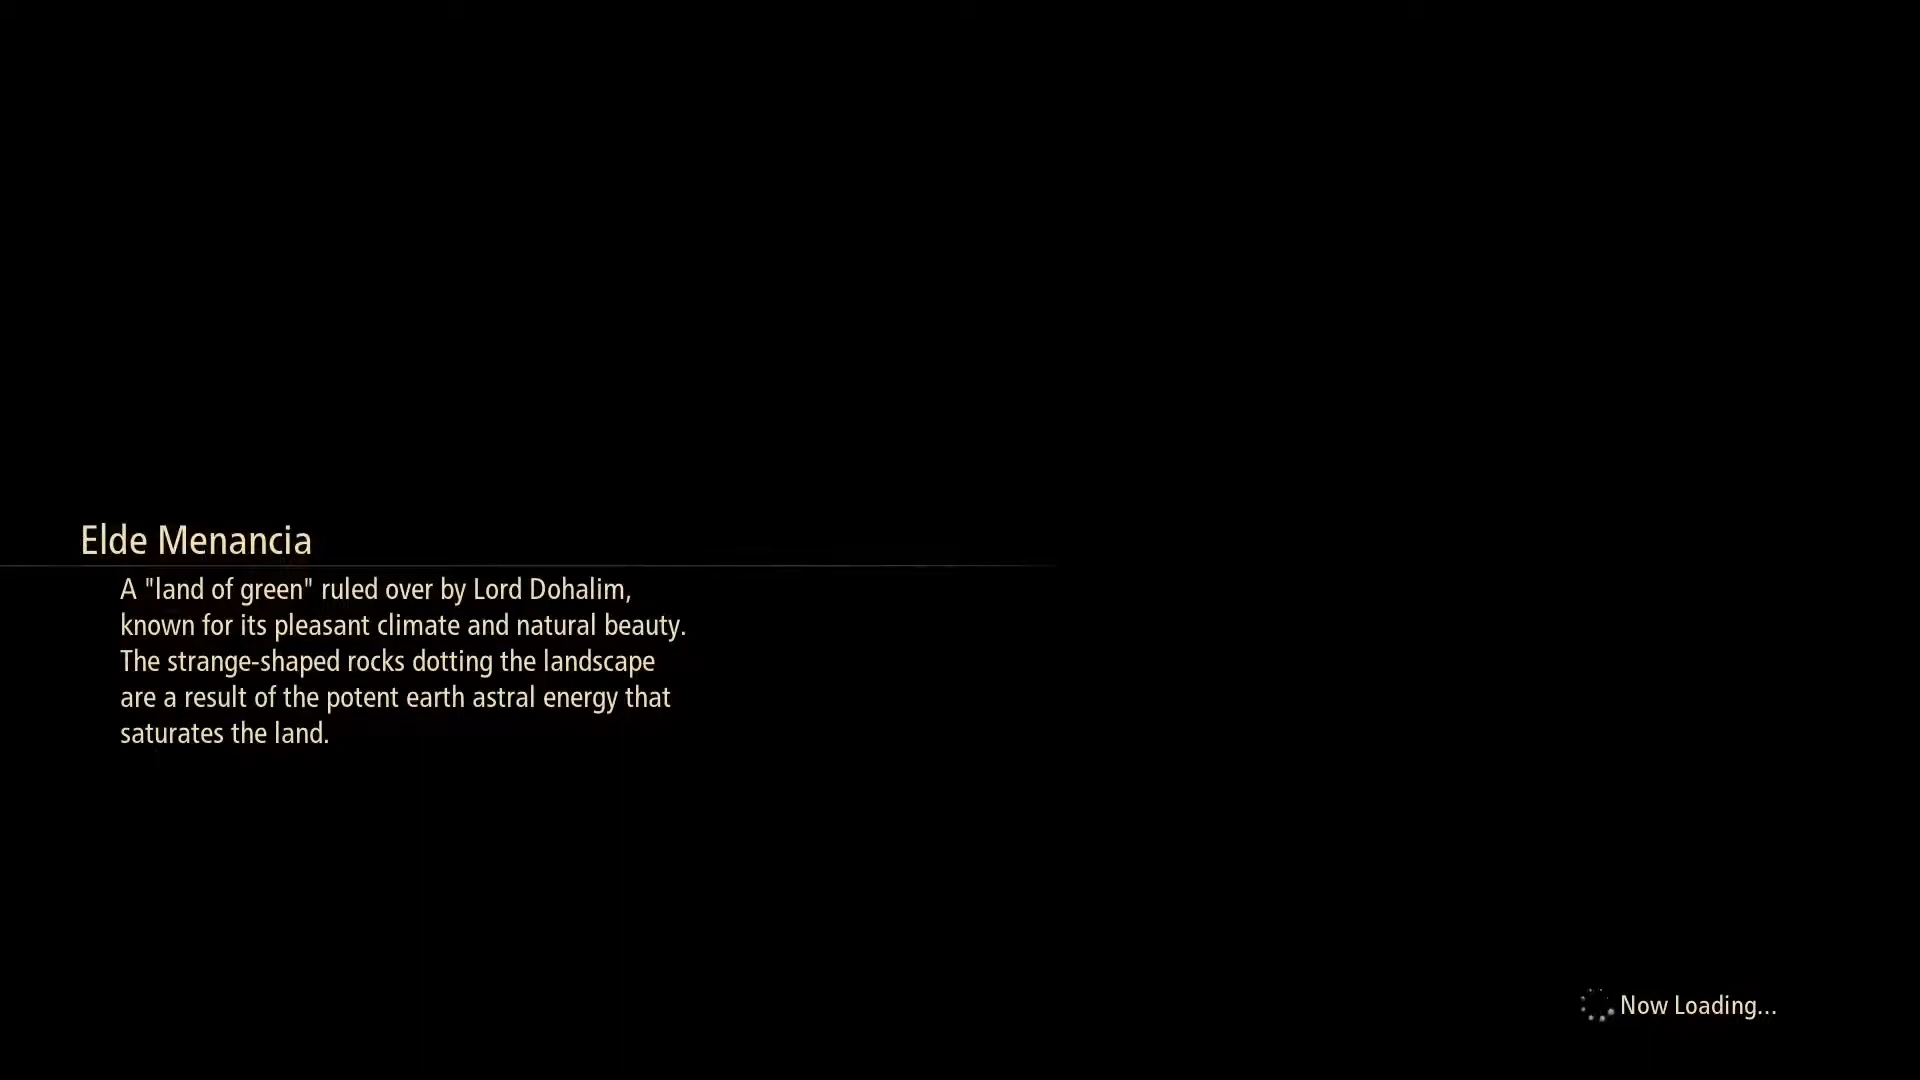 Elde Menancia
A "land of green" ruled over by Lord Dohalim,
known for its pleasant climate and natural beauty.
The strange-shaped rocks dotting the landscape
are a result of the potent earth astral energy that
saturates the land.
Now Loading...